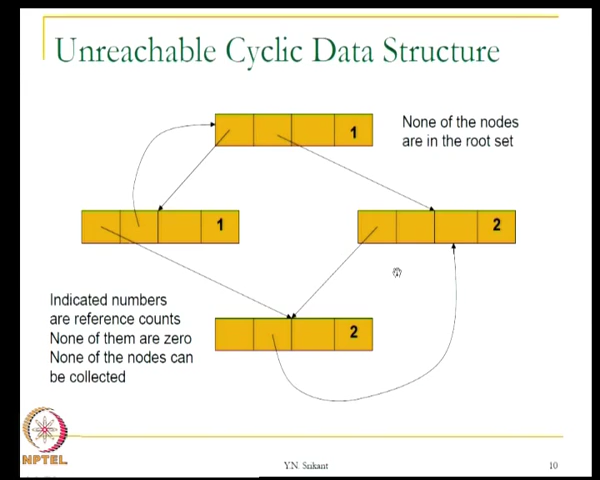 Unreachable Cyclic Data Structure
1
None of the nodes
are in the root set
1
2
Indicated numbers
are reference counts
None of them are zero
None of the nodes can
be collected
2
NPTEL
Y.N. Srikant
10